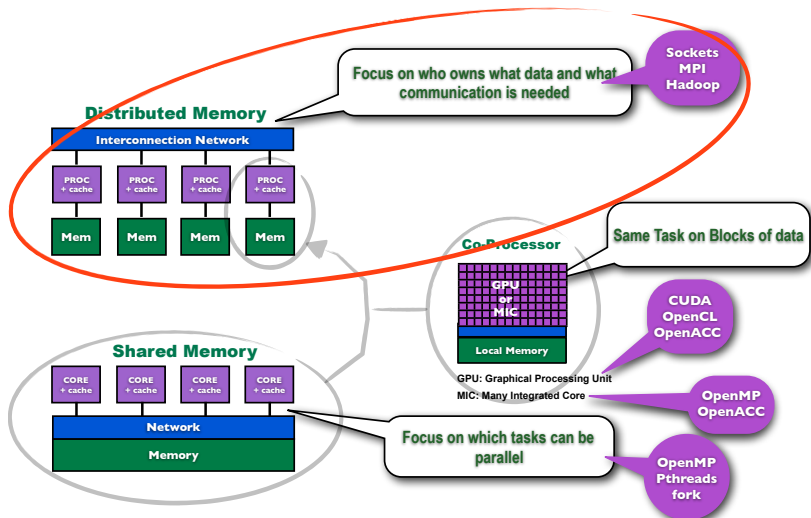 Focus on who owns what data and what
communication is needed
Sockets
MPI
Hadoop
Distributed Memory
Interconnection Network
PROC
+ cache
PROC
+ cache
PROC
+ cache
PROC
+ cache
Mem
Mem
Mem
Mem
Co-Processor
Same Task on Blocks of data
GPU
or
MIC
Local Memory
CUDA
OpenCL
OpenACC
GPU: Graphical Processing Unit
MIC: Many Integrated Core
OpenMP
OpenACC
Shared Memory
CORE
+ cache
CORE
+ cache
CORE
+ cache
CORE
+ cache
Network
Memory
Focus on which tasks can be
parallel
OpenMP
Pthreads
fork